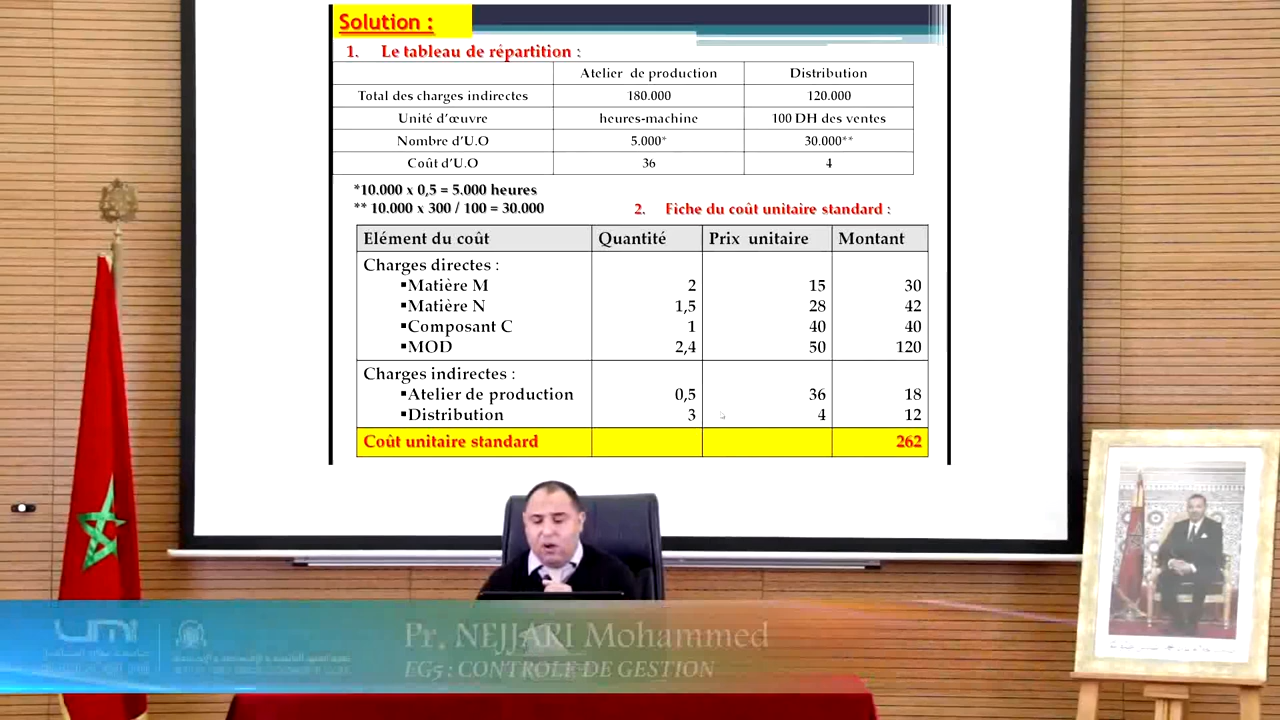 Solution :
1. Le tableau de répartition :
Atelier de production Distribution
Total des charges indirectes 180.000 120.000
Unité d'œuvre heures-machine 100 DH des ventes
Nombre d'U.O 5.000* 30.000**
Coût d'U.O 36 4
*10.000 x 0,5 = 5.000 heures
** 10.000 x 300 / 100 = 30.000
2. Fiche du coût unitaire standard :
Elément du coût Quantité Prix unitaire Montant
Charges directes :
▪Matière M 2 15 30
▪Matière N 1,5 28 42
▪Composant C 1 40 40
▪MOD 2,4 50 120
Charges indirectes :
▪Atelier de production 0,5 36 18
▪Distribution 3 4 12
Coût unitaire standard 262
Pr. NEJJARI Mohammed
EG5 : CONTROLE DE GESTION